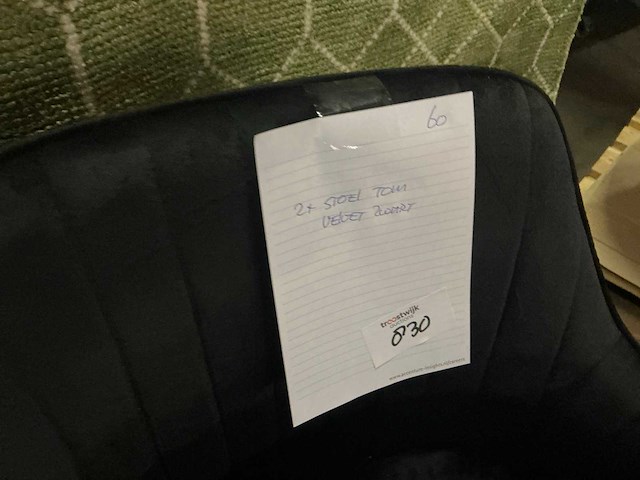 60
2x STOEL TOM
VELVET ZWART
troostwijk
830